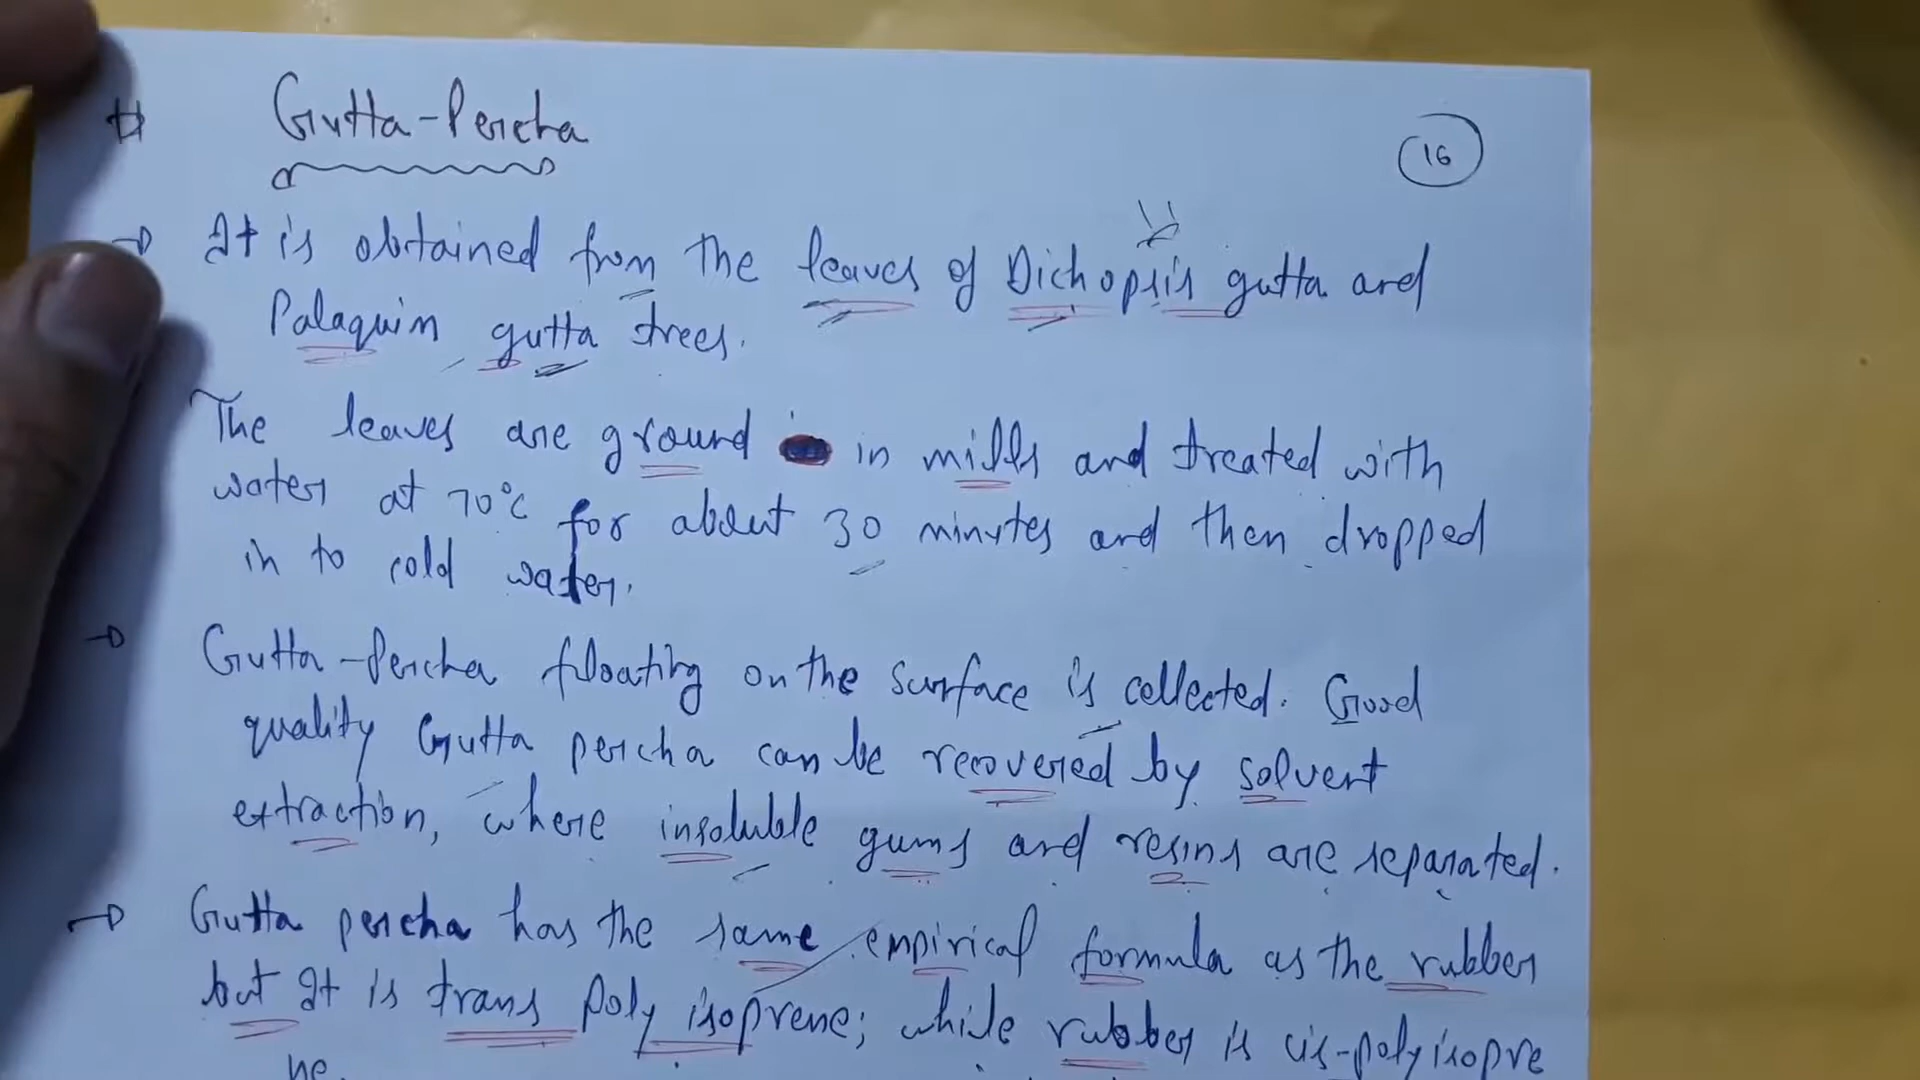 # Gutta-Percha
16
→ It is obtained from the leaves of Dichopsis gutta and
Palaquim gutta trees.
The leaves are ground in mills and treated with
water at 70°C for about 30 minutes and then dropped
in to cold water.
→ Gutta-Percha floating on the surface is collected. Good
quality Gutta percha can be recovered by solvent
extraction, where insoluble gums and resins are separated.
→ Gutta percha has the same empirical formula as the rubber
but It is trans Poly isoprene; while rubber is cis-polyisopre
ne.